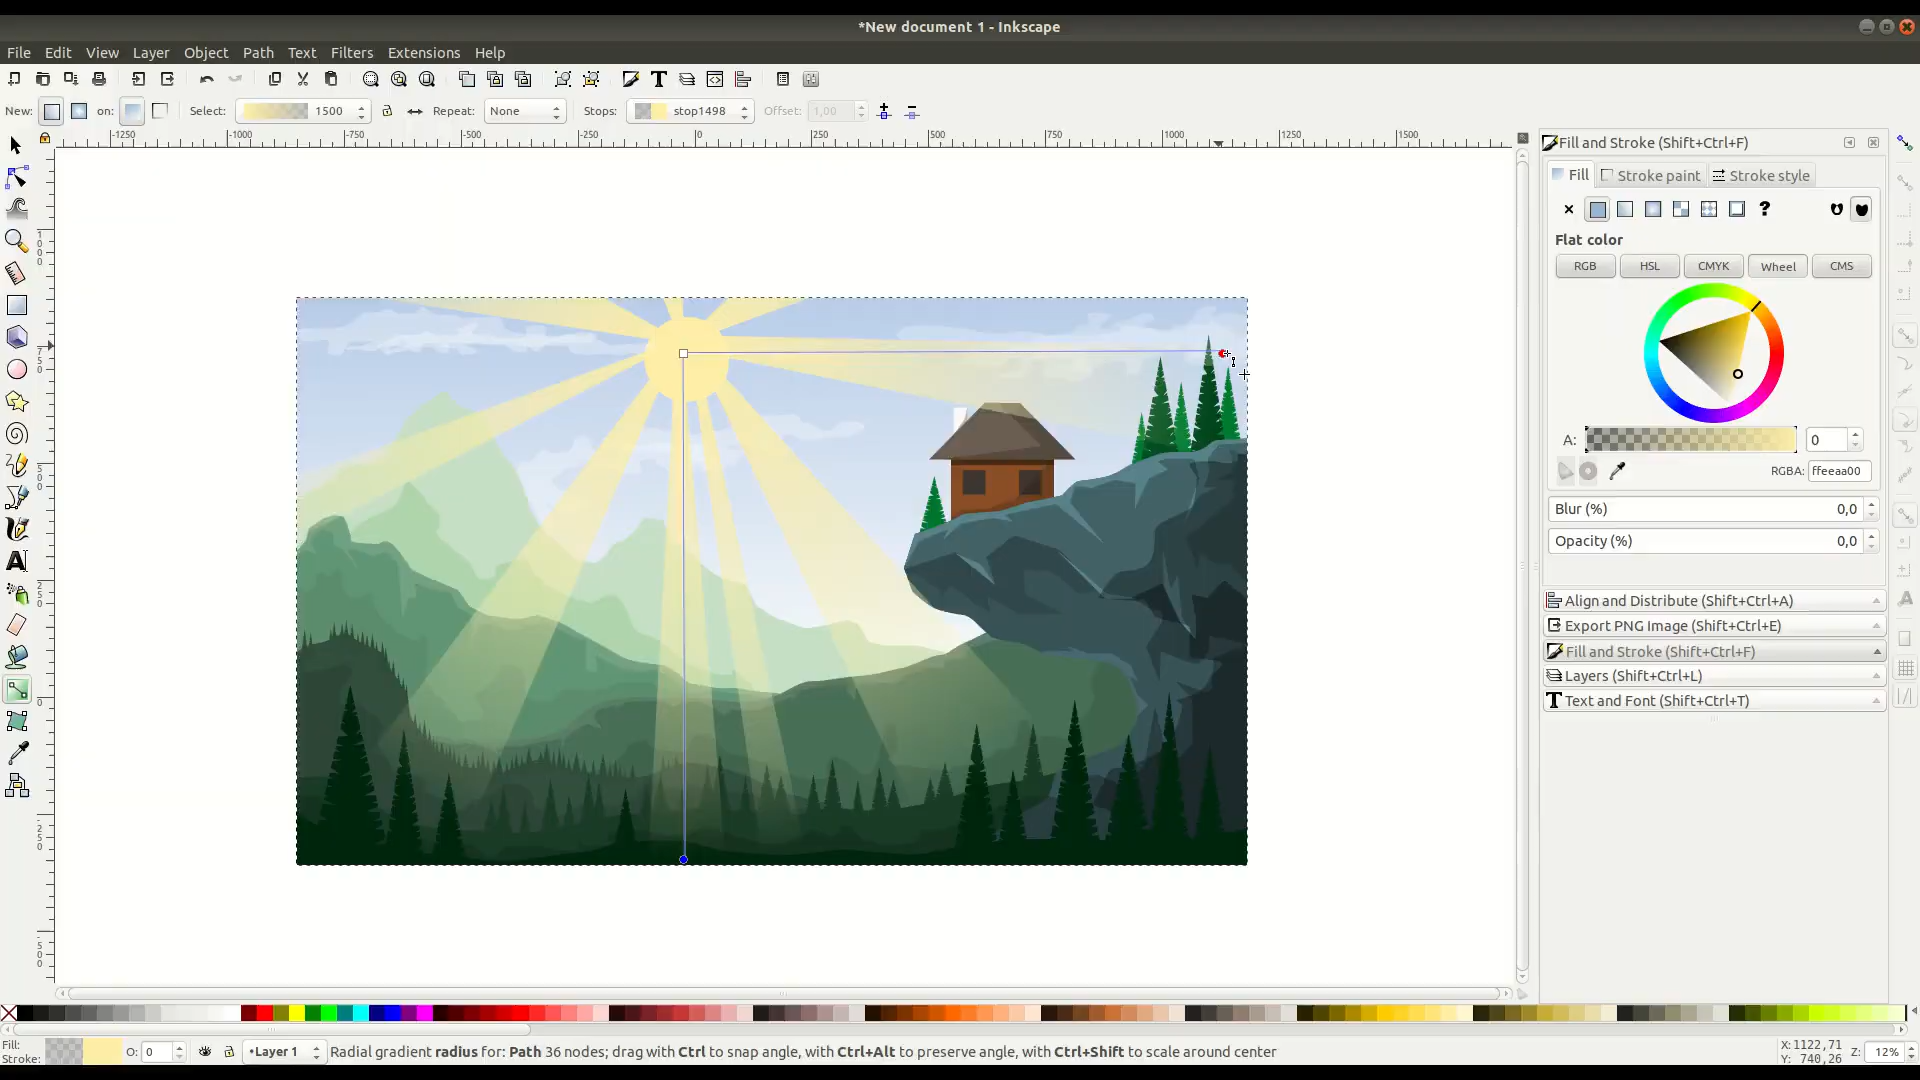 *New document 1 - Inkscape
File Edit View Layer Object Path Text Filters Extensions Help
New: on: Select: 1500 Repeat: None Stops: stop1498 Offset: 1,00
-1250 -1000 -750 -500 -250 0 250 500 750 1000 1250 1500
Fill and Stroke (Shift+Ctrl+F)
Fill Stroke paint Stroke style
?
Flat color
RGB HSL CMYK Wheel CMS
A: 0
RGBA: ffeeaa00
Blur (%) 0,0
Opacity (%) 0,0
Align and Distribute (Shift+Ctrl+A)
Export PNG Image (Shift+Ctrl+E)
Fill and Stroke (Shift+Ctrl+F)
Layers (Shift+Ctrl+L)
Text and Font (Shift+Ctrl+T)
Fill:
Stroke:
O: 0
•Layer 1
Radial gradient radius for: Path 36 nodes; drag with Ctrl to snap angle, with Ctrl+Alt to preserve angle, with Ctrl+Shift to scale around center
X: 1122,71
Y: 740,26
Z: 12%